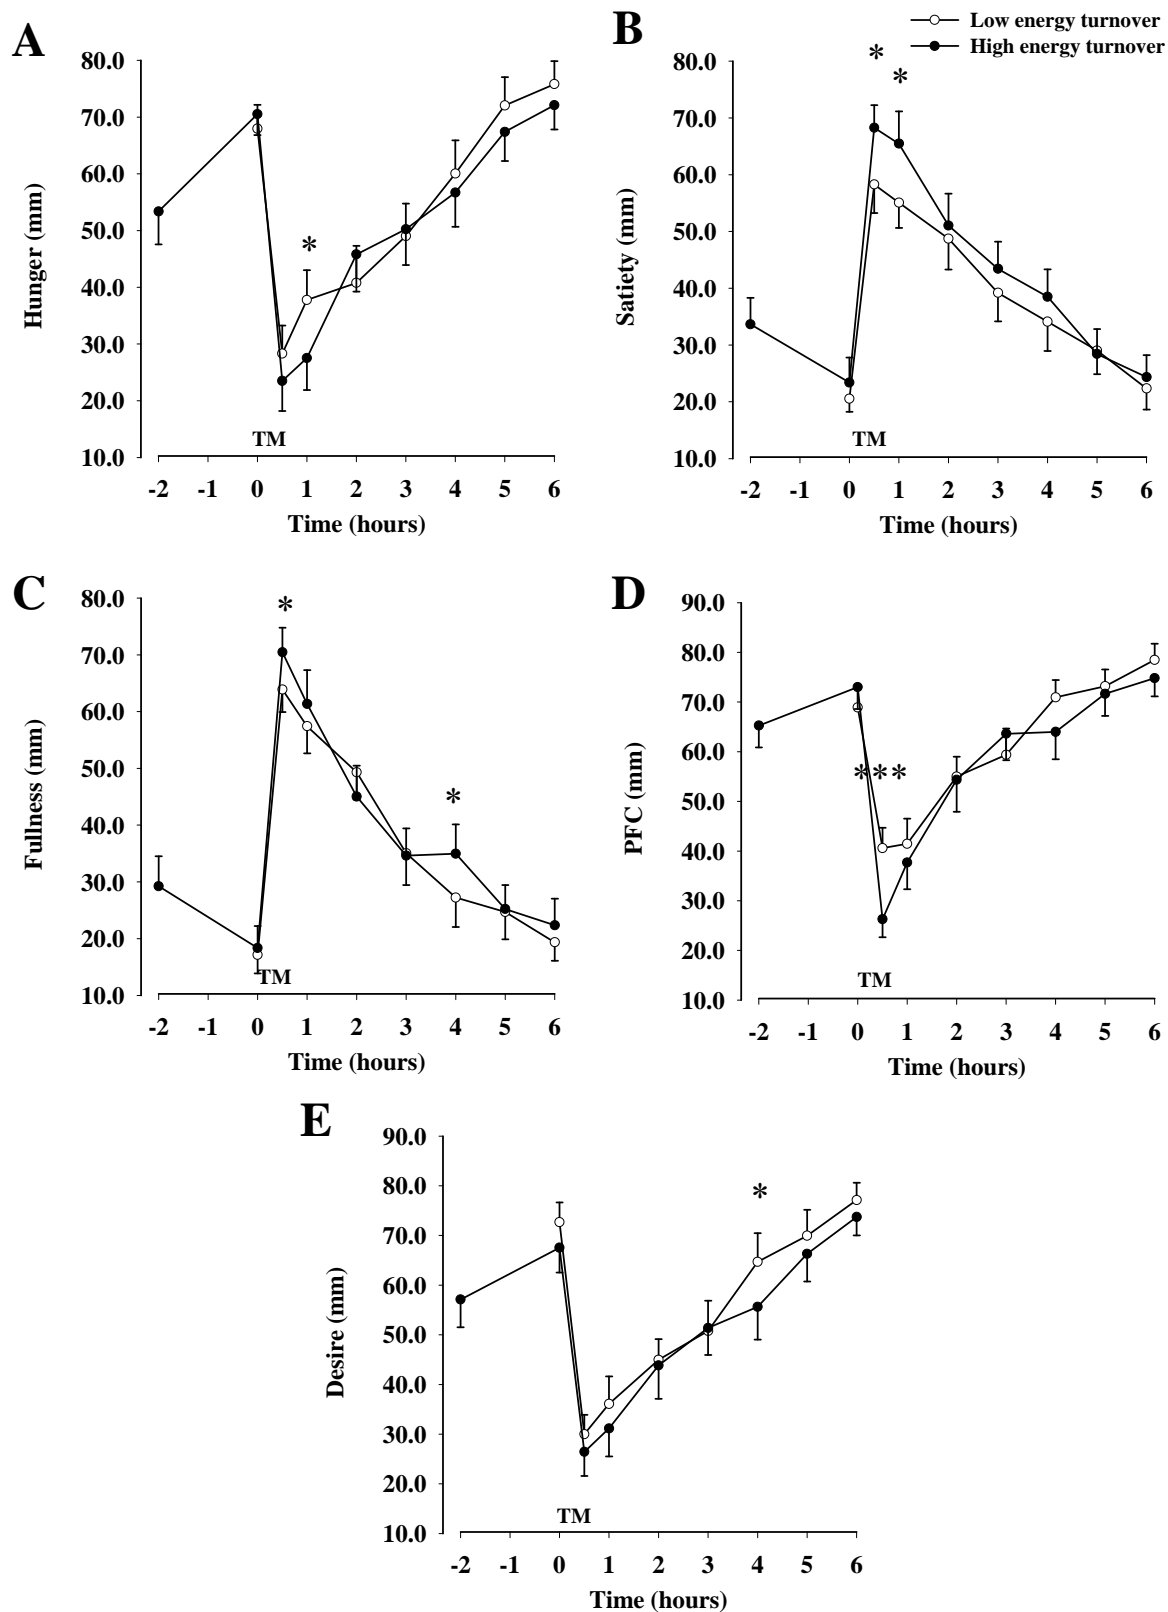 A
B
Low energy turnover
High energy turnover
80.0
70.0
60.0
50.0
40.0
30.0
20.0
10.0
Hunger (mm)
*
TM
-2 -1 0 1 2 3 4 5 6
Time (hours)
80.0
70.0
60.0
50.0
40.0
30.0
20.0
10.0
Satiety (mm)
*
*
TM
-2 -1 0 1 2 3 4 5 6
Time (hours)
C
80.0
70.0
60.0
50.0
40.0
30.0
20.0
10.0
Fullness (mm)
*
*
TM
-2 -1 0 1 2 3 4 5 6
Time (hours)
D
90.0
80.0
70.0
60.0
50.0
40.0
30.0
20.0
10.0
PFC (mm)
***
TM
-2 -1 0 1 2 3 4 5 6
Time (hours)
E
90.0
80.0
70.0
60.0
50.0
40.0
30.0
20.0
10.0
Desire (mm)
*
TM
-2 -1 0 1 2 3 4 5 6
Time (hours)